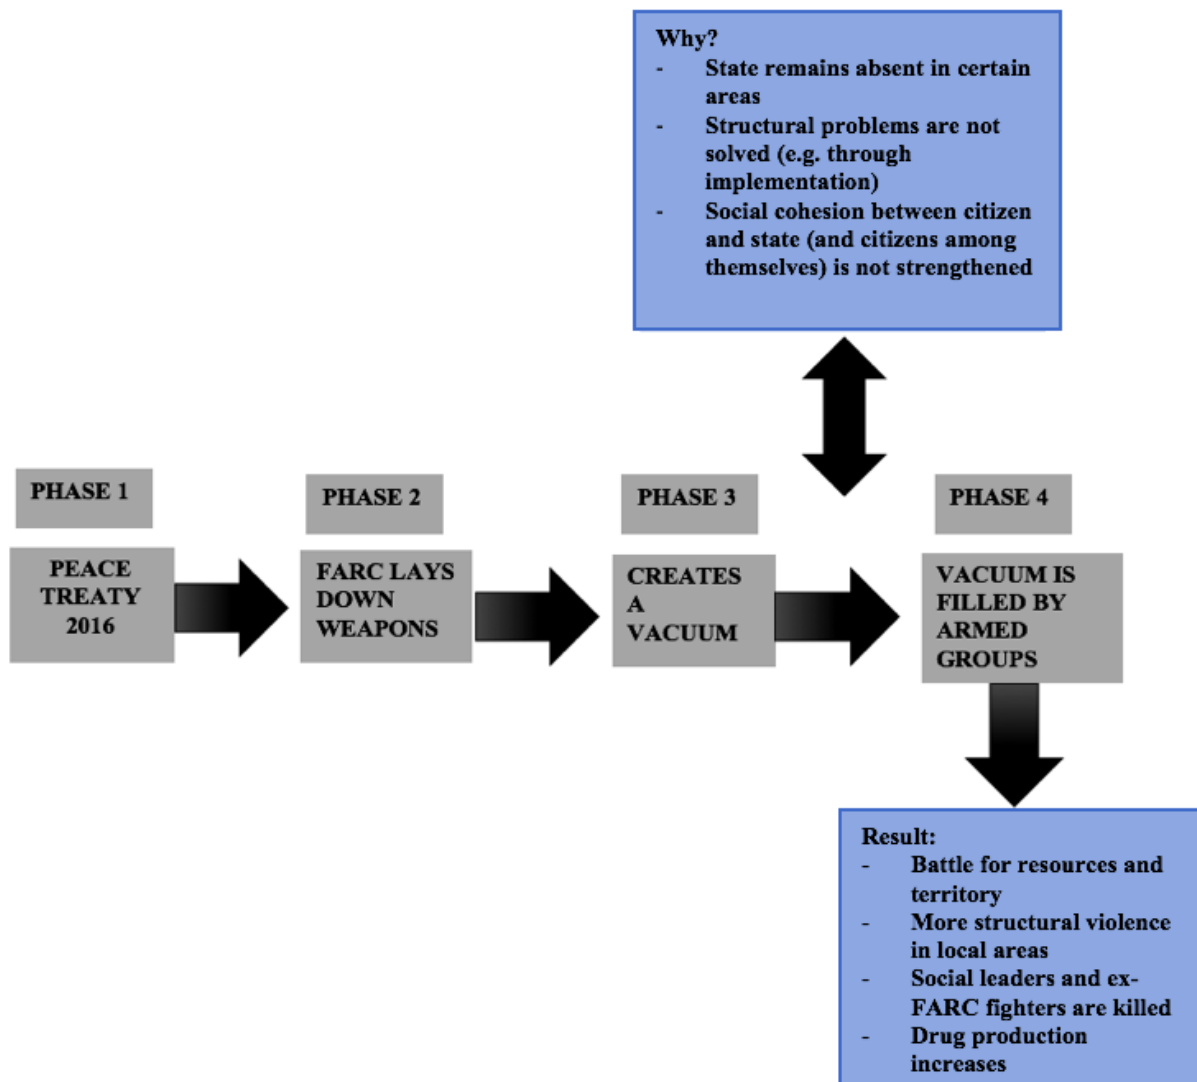 Why?
- State remains absent in certain
areas
- Structural problems are not
solved (e.g. through
implementation)
- Social cohesion between citizen
and state (and citizens among
themselves) is not strengthened
PHASE 1
PEACE
TREATY
2016
PHASE 2
FARC LAYS
DOWN
WEAPONS
PHASE 3
CREATES
A
VACUUM
PHASE 4
VACUUM IS
FILLED BY
ARMED
GROUPS
Result:
- Battle for resources and
territory
- More structural violence
in local areas
- Social leaders and ex-
FARC fighters are killed
- Drug production
increases